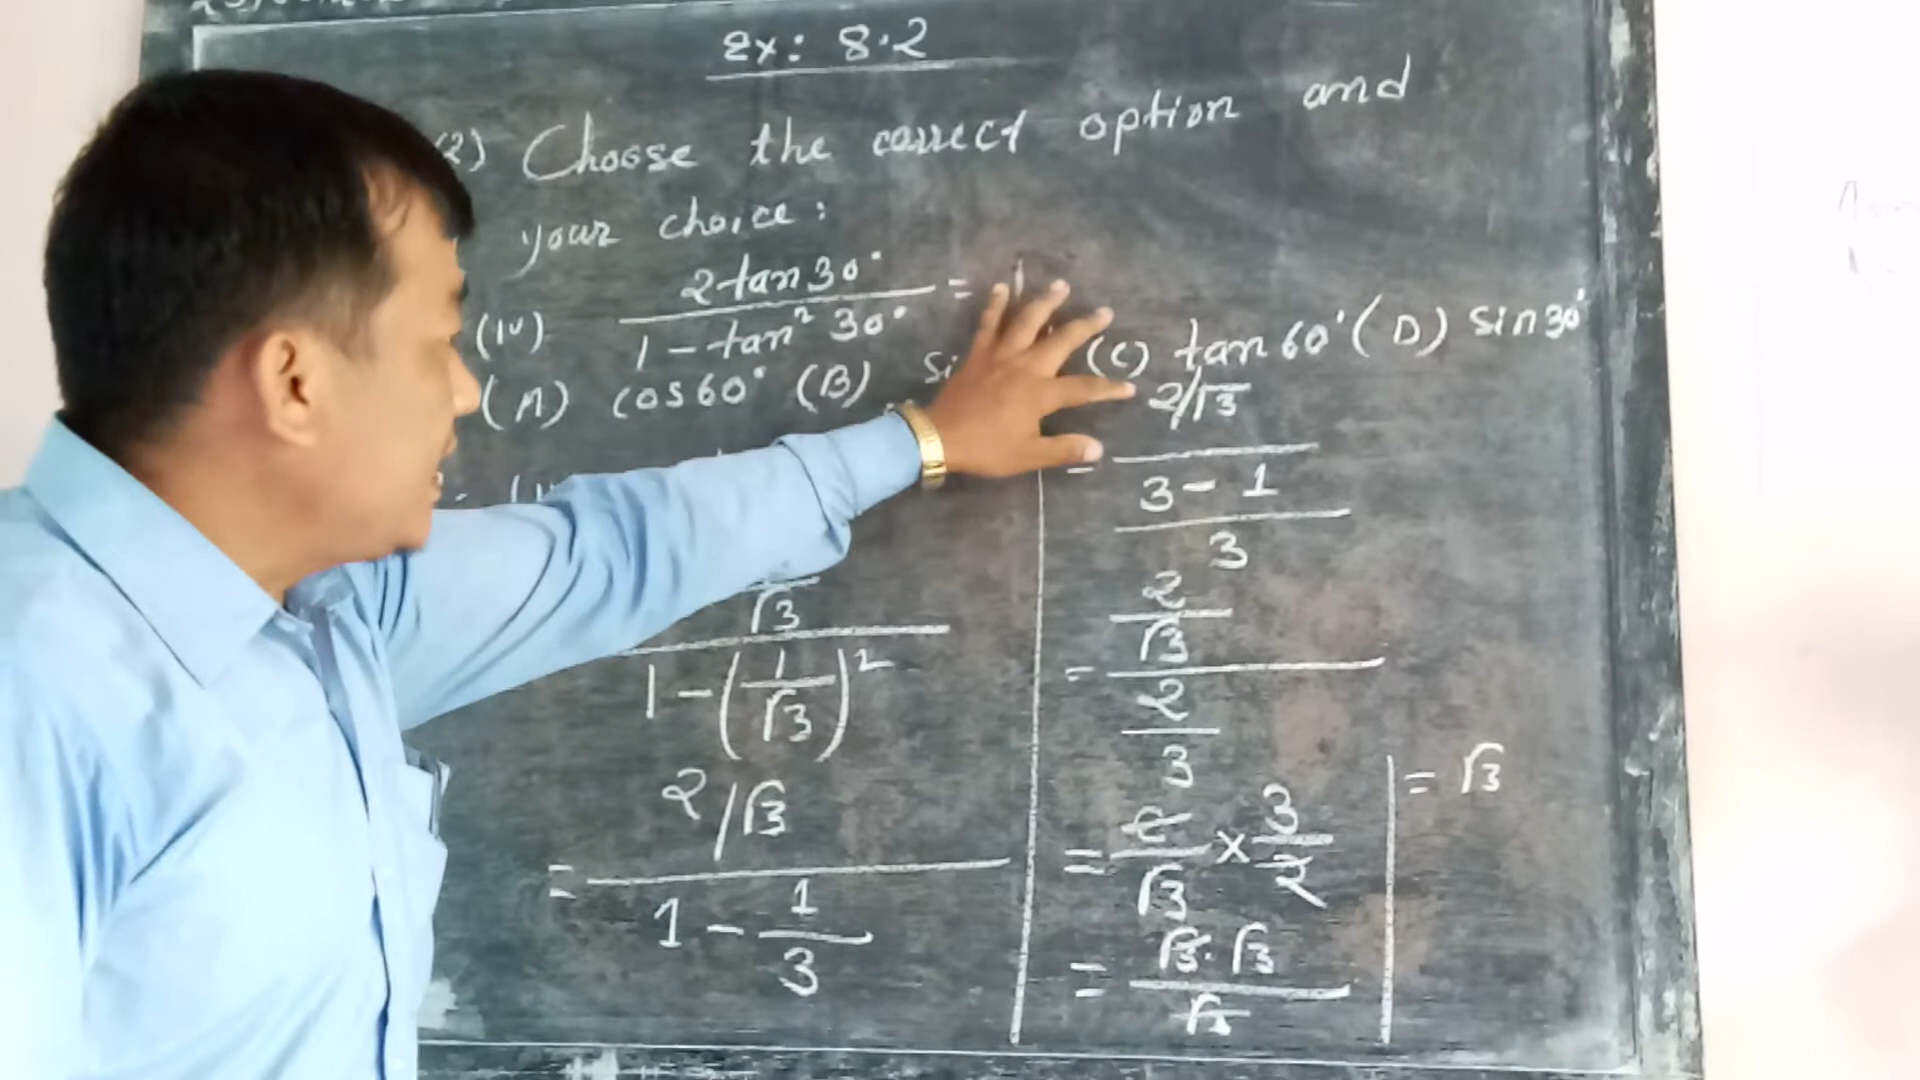 Ex: 8.2
(2) Choose the correct option and
your choice:
(iv) 2 tan 30° / 1 - tan² 30° =
(A) cos 60° (B) si (C) tan 60° (D) sin 30°
√3
1 - (1/√3)²
2/√3
=
1 - 1/3
2/√3
=
3 - 1
3
2/√3
=
2/3
= 2/√3 × 3/2
= √3 . √3 / √3
= √3